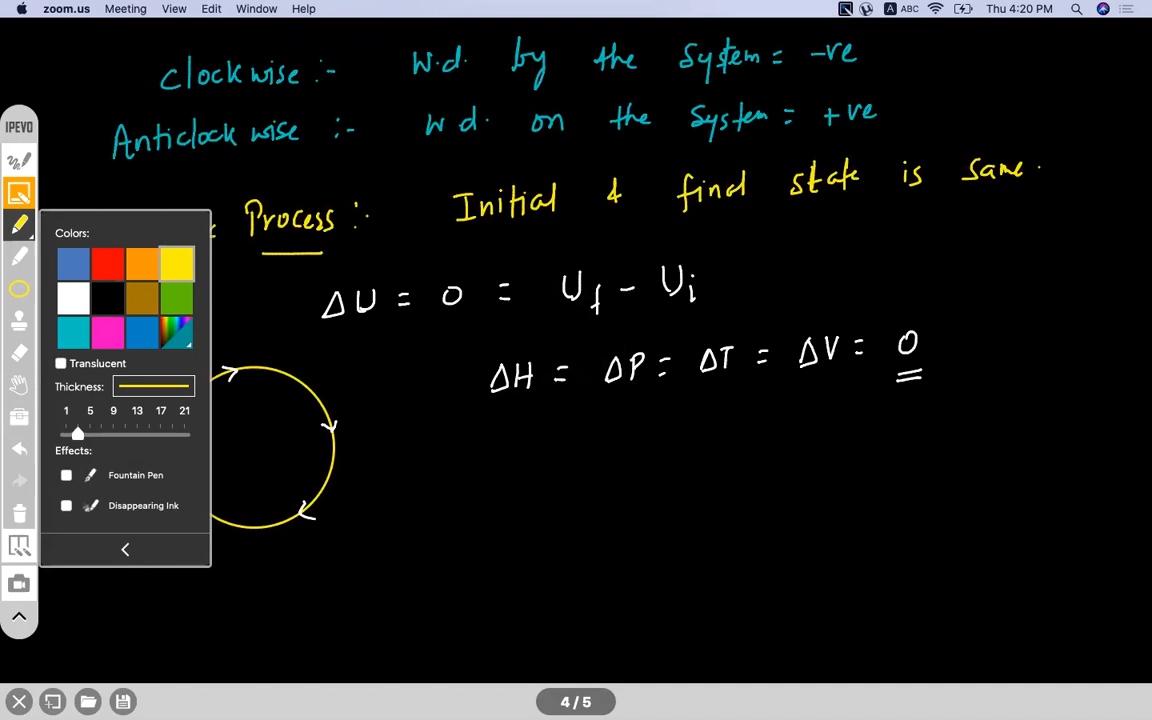 zoom.us Meeting View Edit Window Help ABC Thu 4:20 PM
Clockwise :- W.d. by the System = -ve
Anticlockwise :- W d. on the System = +ve
Process :- Initial & final state is same.
ΔU = 0 = Uf - Ui
ΔH = ΔP = ΔT = ΔV = 0
IPEVO
Colors:
Translucent
Thickness:
1 5 9 13 17 21
Effects:
Fountain Pen
Disappearing Ink
4 / 5